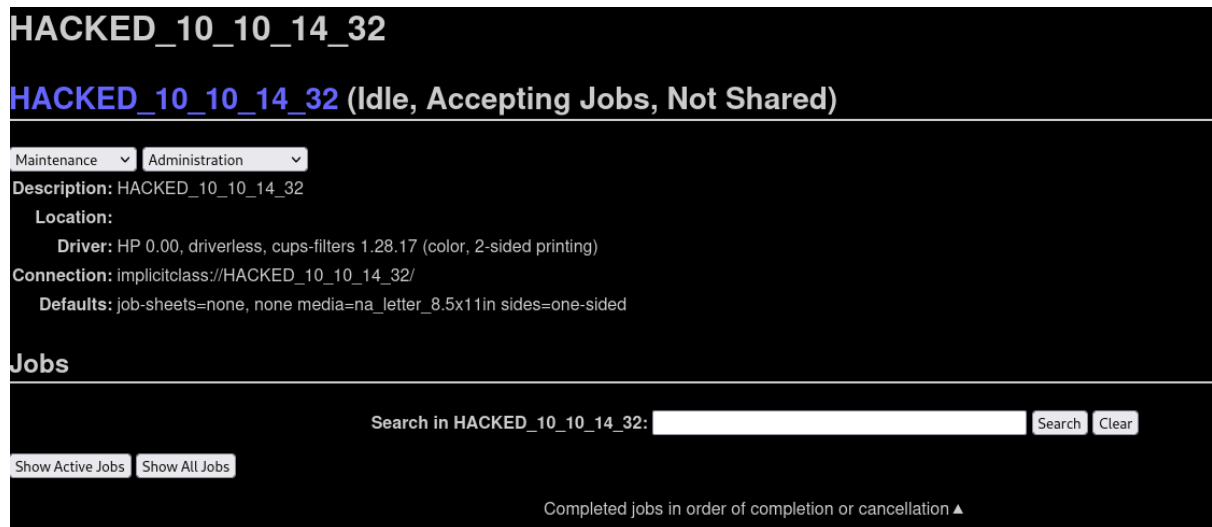 HACKED_10_10_14_32
HACKED_10_10_14_32 (Idle, Accepting Jobs, Not Shared)
Maintenance Administration
Description: HACKED_10_10_14_32
Location:
Driver: HP 0.00, driverless, cups-filters 1.28.17 (color, 2-sided printing)
Connection: implicitclass://HACKED_10_10_14_32/
Defaults: job-sheets=none, none media=na_letter_8.5x11in sides=one-sided
Jobs
Search in HACKED_10_10_14_32: Search Clear
Show Active Jobs Show All Jobs
Completed jobs in order of completion or cancellation ▲